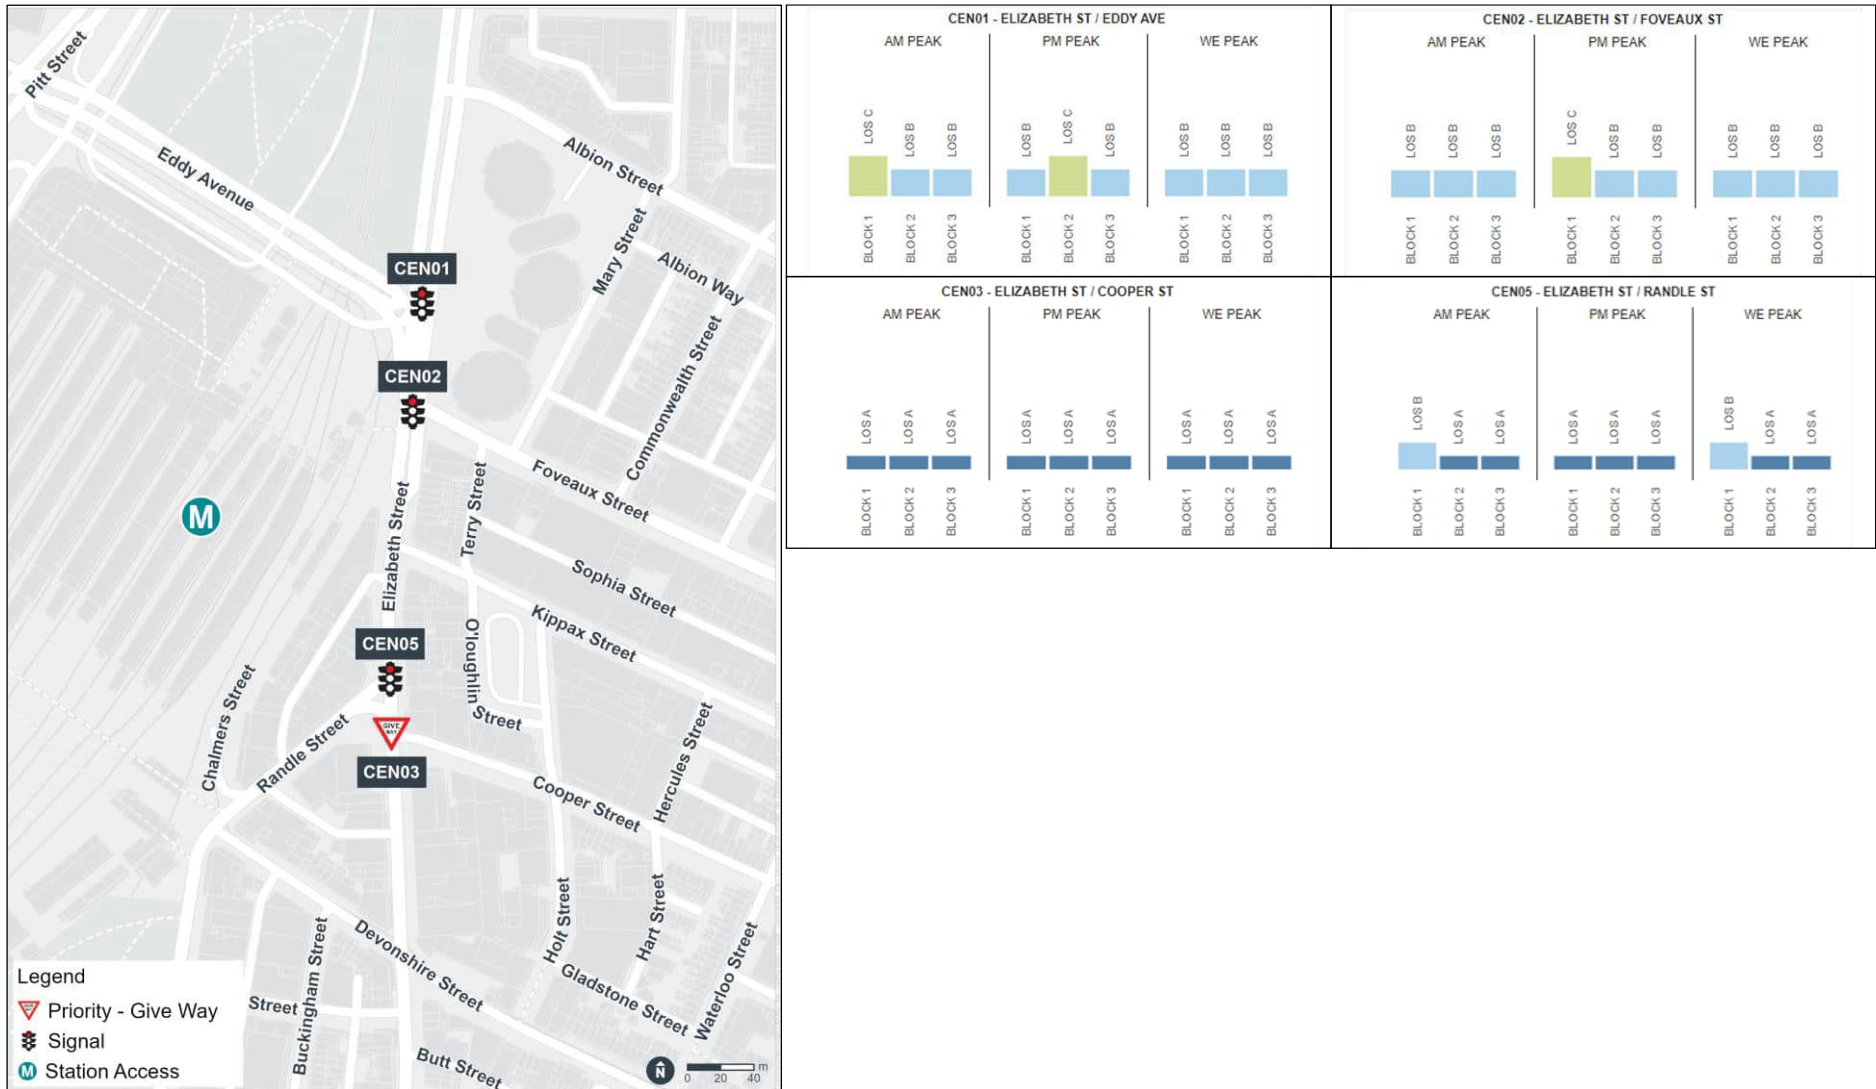 Pitt Street
Eddy Avenue
Albion Street
Mary Street
Albion Way
Commonwealth Street
CEN01
CEN02
Foveaux Street
Terry Street
Elizabeth Street
M
Sophia Street
Kippax Street
O'loughlin
Street
CEN05
GIVE WAY
CEN03
Chalmers Street
Randle Street
Hercules Street
Cooper Street
Holt Street
Hart Street
Devonshire Street
Gladstone Street
Waterloo Street
Buckingham Street
Street
Butt Street
Legend
Priority - Give Way
Signal
M Station Access
N
m
0 20 40
CEN01 - ELIZABETH ST / EDDY AVE
AM PEAK PM PEAK WE PEAK
LOS C LOS B LOS B LOS B LOS C LOS B LOS B LOS B LOS B
BLOCK 1 BLOCK 2 BLOCK 3 BLOCK 1 BLOCK 2 BLOCK 3 BLOCK 1 BLOCK 2 BLOCK 3
CEN02 - ELIZABETH ST / FOVEAUX ST
AM PEAK PM PEAK WE PEAK
LOS B LOS B LOS B LOS C LOS B LOS B LOS B LOS B LOS B
BLOCK 1 BLOCK 2 BLOCK 3 BLOCK 1 BLOCK 2 BLOCK 3 BLOCK 1 BLOCK 2 BLOCK 3
CEN03 - ELIZABETH ST / COOPER ST
AM PEAK PM PEAK WE PEAK
LOS A LOS A LOS A LOS A LOS A LOS A LOS A LOS A LOS A
BLOCK 1 BLOCK 2 BLOCK 3 BLOCK 1 BLOCK 2 BLOCK 3 BLOCK 1 BLOCK 2 BLOCK 3
CEN05 - ELIZABETH ST / RANDLE ST
AM PEAK PM PEAK WE PEAK
LOS B LOS A LOS A LOS A LOS A LOS A LOS B LOS A LOS A
BLOCK 1 BLOCK 2 BLOCK 3 BLOCK 1 BLOCK 2 BLOCK 3 BLOCK 1 BLOCK 2 BLOCK 3